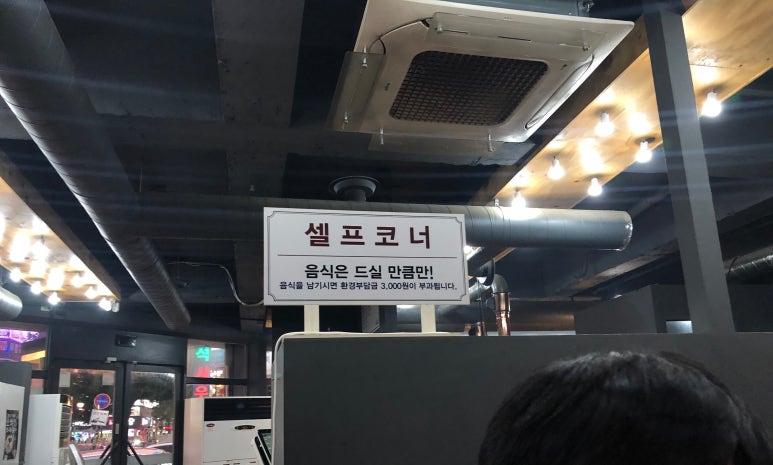 셀프코너
음식은 드실 만큼만!
음식을 남기시면 환경부담금 3,000원이 부과됩니다.